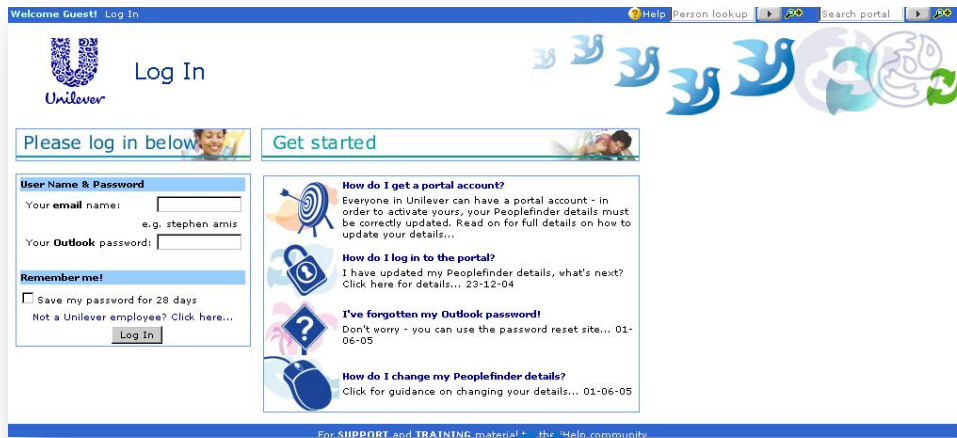 Welcome Guest! Log In
Help Person lookup Search portal
Unilever
Log In
Please log in below
Get started
User Name & Password
Your email name:
e.g. stephen amis
Your Outlook password:
Remember me!
Save my password for 28 days
Not a Unilever employee? Click here...
Log In
How do I get a portal account?
Everyone in Unilever can have a portal account - in
order to activate yours, your Peoplefinder details must
be correctly updated. Read on for full details on how to
update your details...
How do I log in to the portal?
I have updated my Peoplefinder details, what's next?
Click here for details... 23-12-04
I've forgotten my Outlook password!
Don't worry - you can use the password reset site... 01-
06-05
How do I change my Peoplefinder details?
Click for guidance on changing your details... 01-06-05
For SUPPORT and TRAINING material the iHelp community